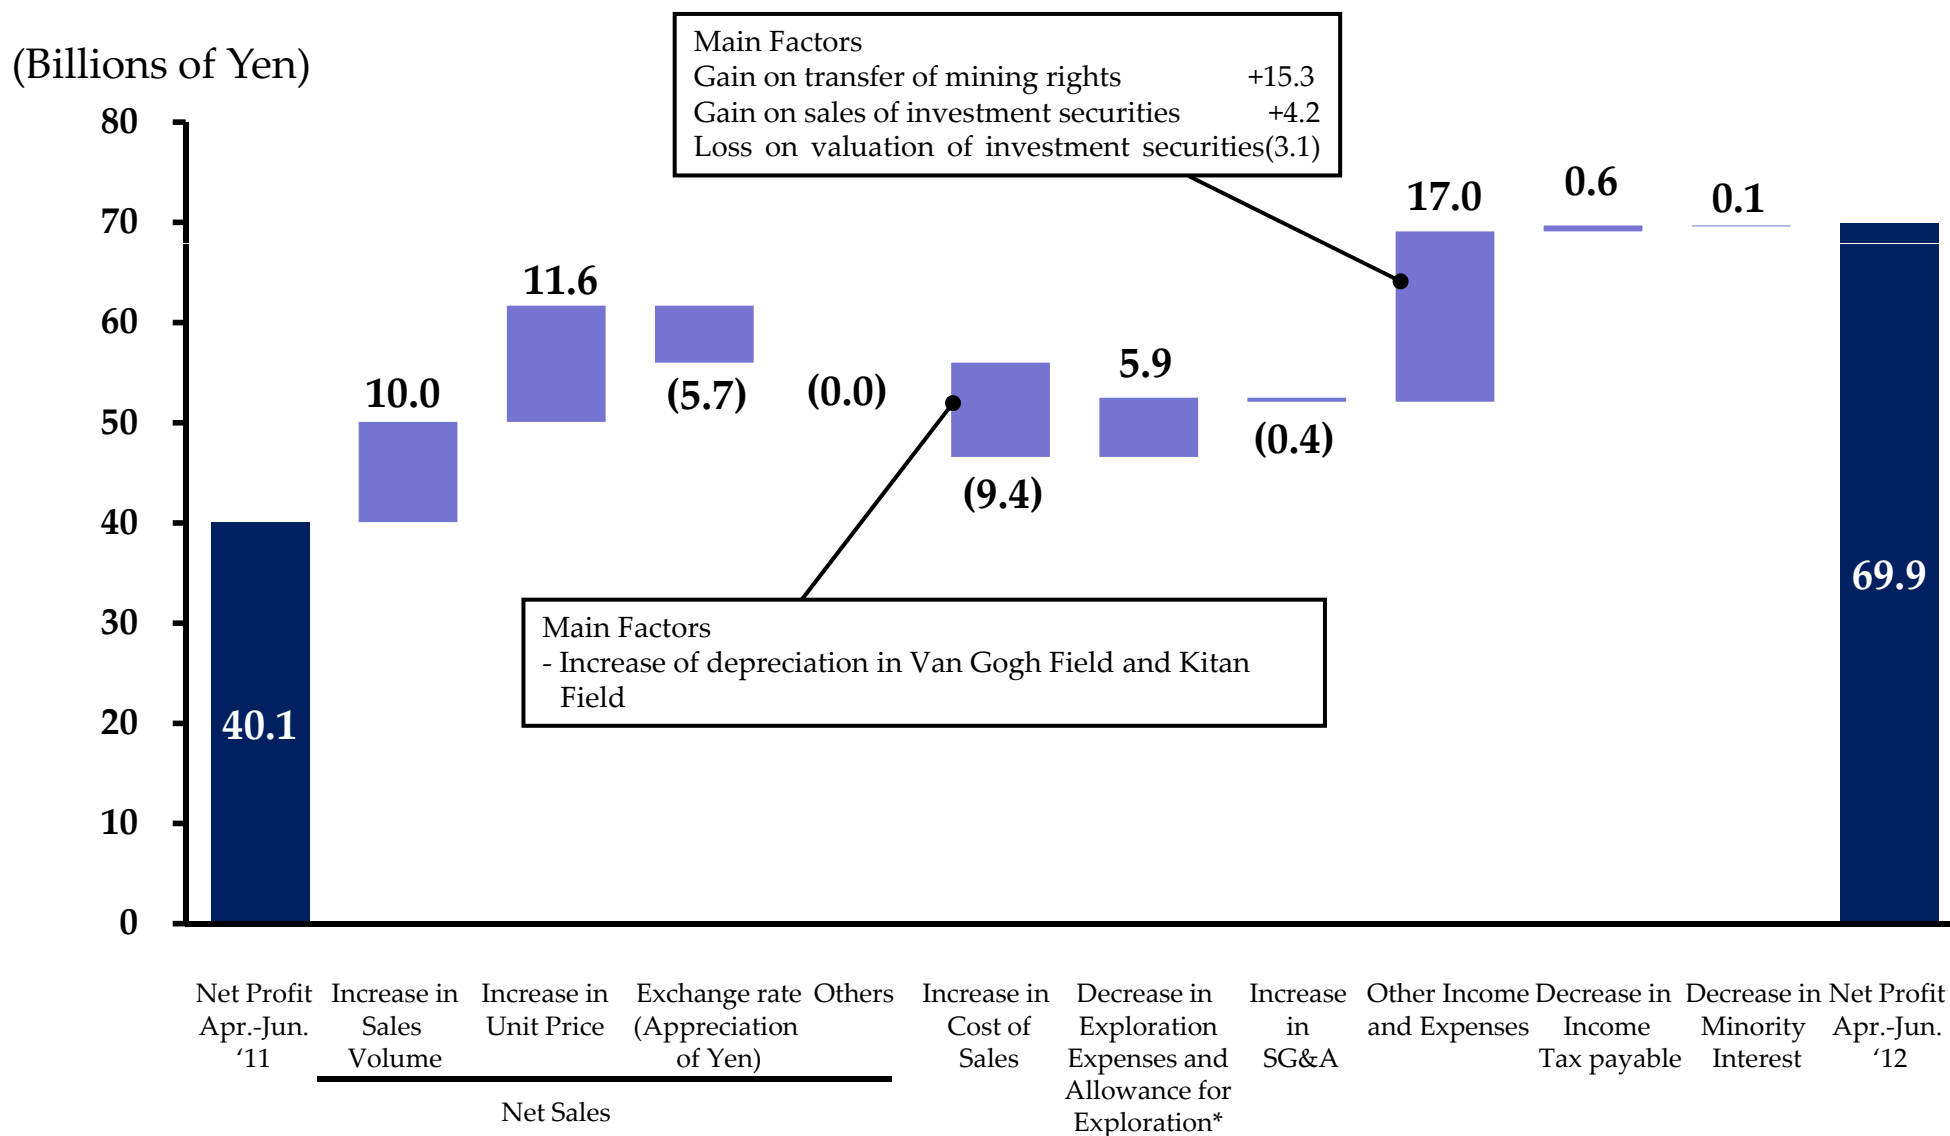 (Billions of Yen)
Main Factors
Gain on transfer of mining rights +15.3
Gain on sales of investment securities +4.2
Loss on valuation of investment securities(3.1)
80
70
60
50
40
30
20
10
0
40.1
10.0
11.6
(5.7)
(0.0)
(9.4)
5.9
(0.4)
17.0
0.6
0.1
69.9
Main Factors
- Increase of depreciation in Van Gogh Field and Kitan
Field
Net Profit
Apr.-Jun.
‘11
Increase in
Sales
Volume
Increase in
Unit Price
Exchange rate
(Appreciation
of Yen)
Others
Net Sales
Increase in
Cost of
Sales
Decrease in
Exploration
Expenses and
Allowance for
Exploration*
Increase
in
SG&A
Other Income
and Expenses
Decrease in
Income
Tax payable
Decrease in
Minority
Interest
Net Profit
Apr.-Jun.
‘12